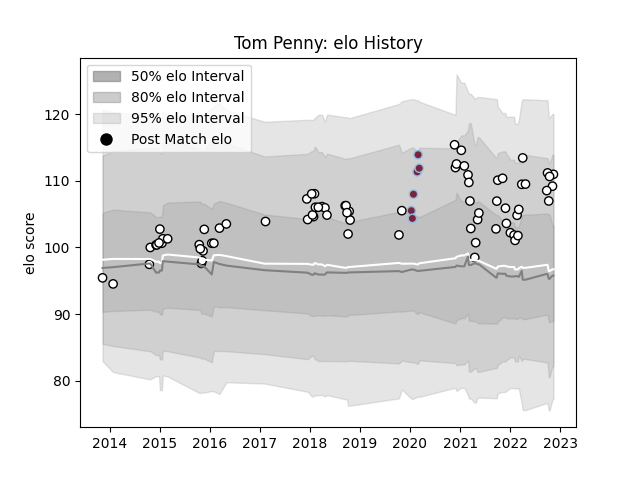 Tom Penny: elo History
50% elo Interval
80% elo Interval
95% elo Interval
Post Match elo
elo score
120
110
100
90
80
2014 2015 2016 2017 2018 2019 2020 2021 2022 2023